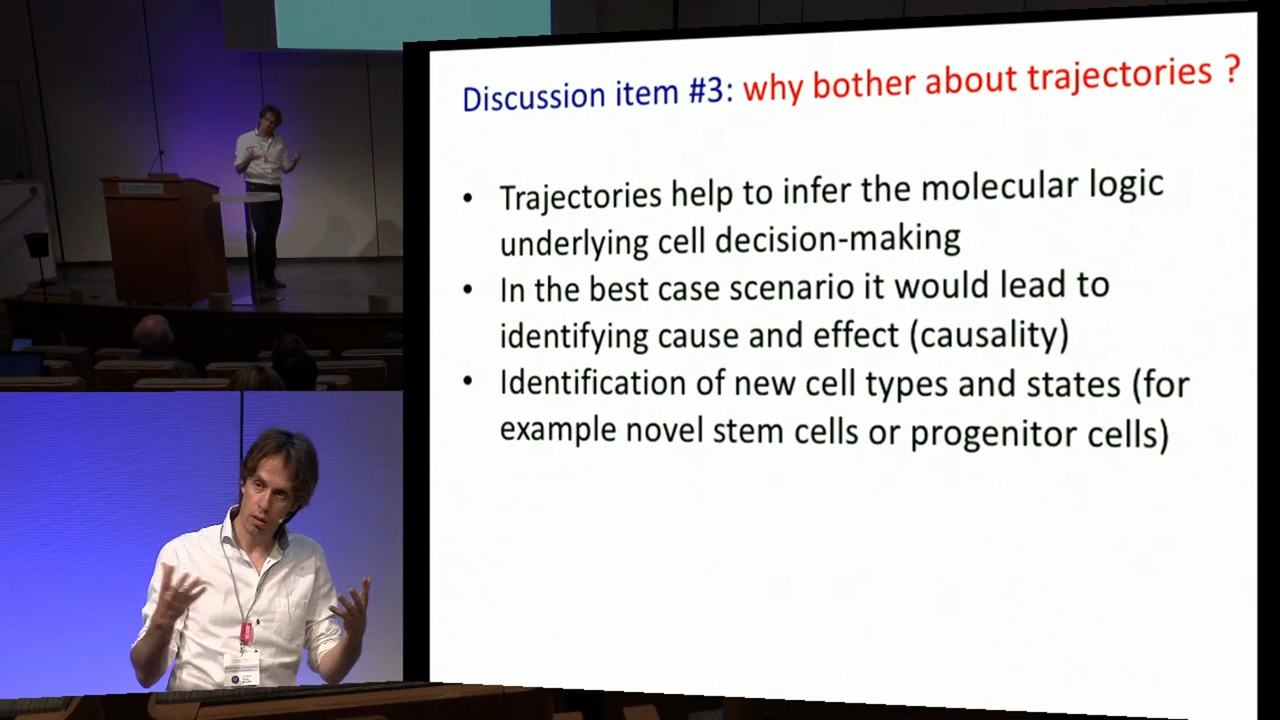 Discussion item #3: why bother about trajectories ?
• Trajectories help to infer the molecular logic
underlying cell decision-making
• In the best case scenario it would lead to
identifying cause and effect (causality)
• Identification of new cell types and states (for
example novel stem cells or progenitor cells)